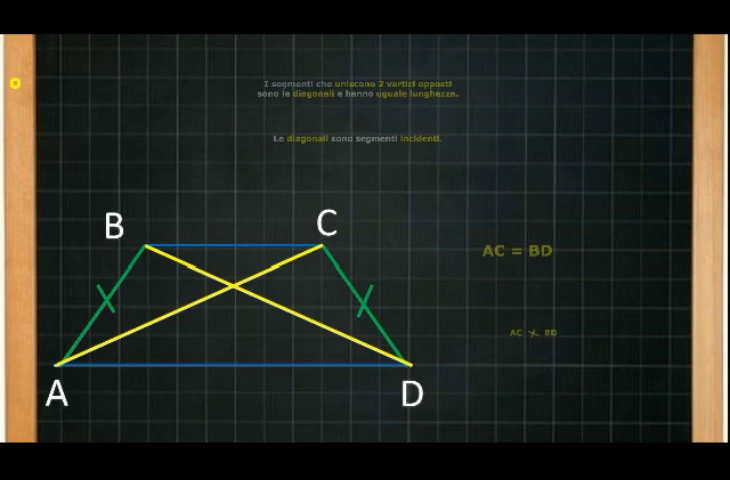 I segmenti che uniscano 2 vertici opposti
sono le diagonali e hanno uguale lunghezza.
Le diagonali sono segmenti incidenti.
B
C
AC = BD
AC ⊀ BD
A
D